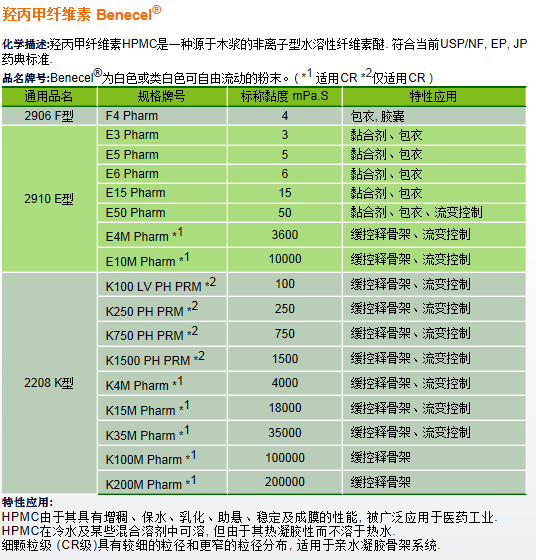 羟丙甲纤维素 Benecel®
化学描述:羟丙甲纤维素HPMC是一种源于木浆的非离子型水溶性纤维素醚. 符合当前USP/NF, EP, JP
药典标准.
品名牌号:Benecel®为白色或类白色可自由流动的粉末。( *1 适用CR *2仅适用CR )
通用品名 规格牌号 标称黏度 mPa.S 特性应用
2906 F型 F4 Pharm 4 包衣, 胶囊
2910 E型
E3 Pharm 3 黏合剂、包衣
E5 Pharm 5 黏合剂、包衣
E6 Pharm 6 黏合剂、包衣
E15 Pharm 15 黏合剂、包衣
E50 Pharm 50 黏合剂、包衣、流变控制
E4M Pharm *1 3600 缓控释骨架、流变控制
E10M Pharm *1 10000 缓控释骨架、流变控制
2208 K型
K100 LV PH PRM *2 100 缓控释骨架、流变控制
K250 PH PRM *2 250 缓控释骨架、流变控制
K750 PH PRM *2 750 缓控释骨架、流变控制
K1500 PH PRM *2 1500 缓控释骨架、流变控制
K4M Pharm *1 4000 缓控释骨架、流变控制
K15M Pharm *1 18000 缓控释骨架、流变控制
K35M Pharm *1 35000 缓控释骨架、流变控制
K100M Pharm *1 100000 缓控释骨架
K200M Pharm *1 200000 缓控释骨架
特性应用:
HPMC由于其具有增稠、保水、乳化、助悬、稳定及成膜的性能, 被广泛应用于医药工业.
HPMC在冷水及某些混合溶剂中可溶, 但由于其热凝胶性而不溶于热水.
细颗粒级 (CR级)具有较细的粒径和更窄的粒径分布, 适用于亲水凝胶骨架系统.